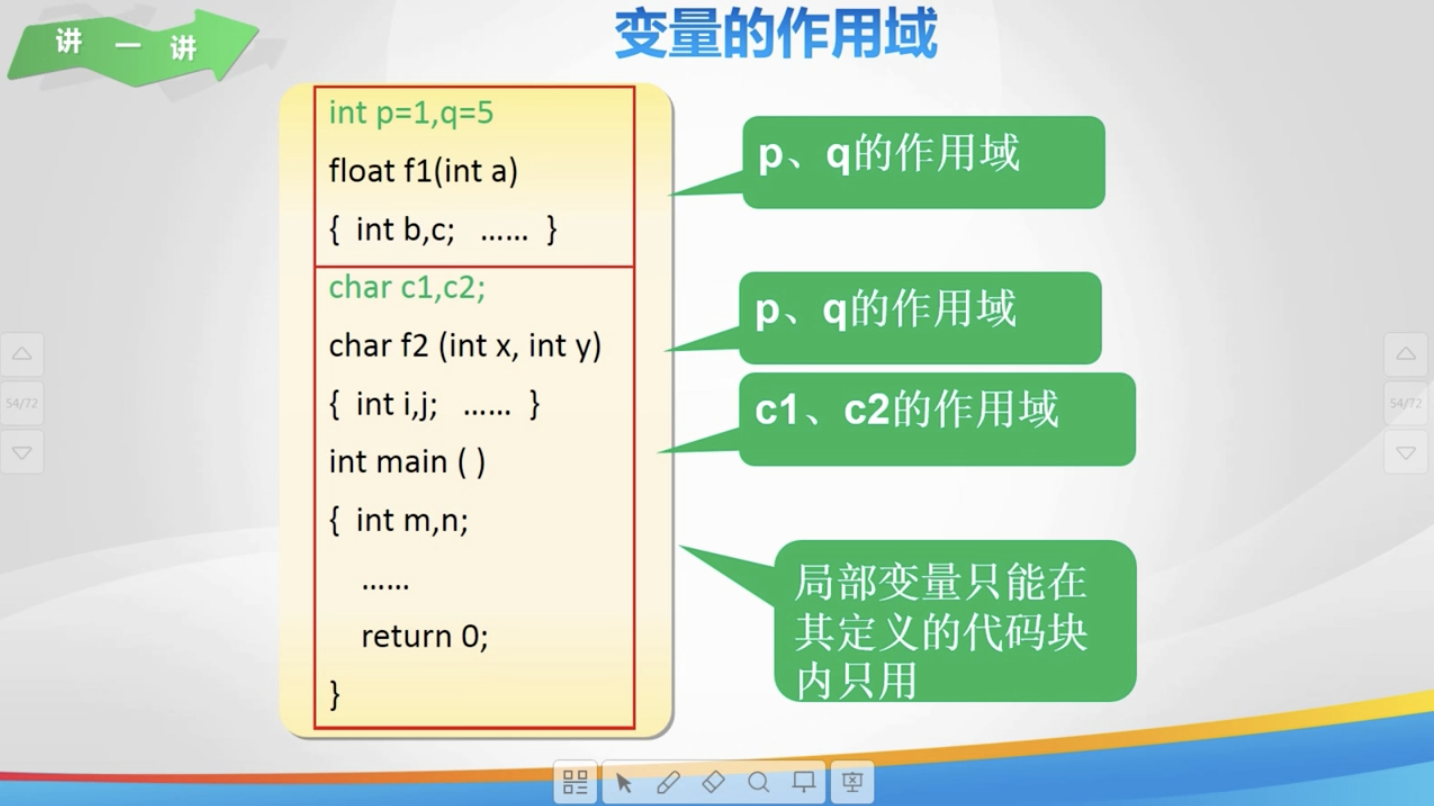 讲一讲
变量的作用域
int p=1,q=5
float f1(int a)
{ int b,c; …… }
char c1,c2;
char f2 (int x, int y)
{ int i,j; …… }
int main ( )
{ int m,n;
……
return 0;
}
p、q的作用域
p、q的作用域
c1、c2的作用域
局部变量只能在
其定义的代码块
内只用
54/72
54/72